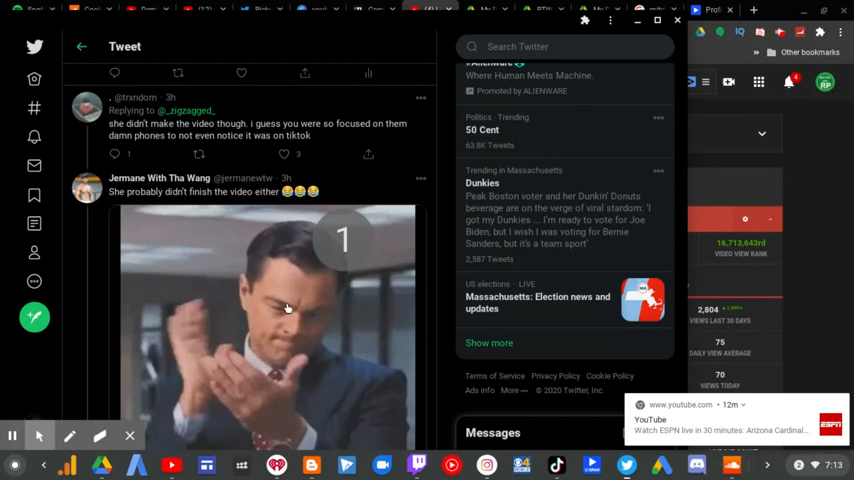 Other bookmarks
Tweet
Search Twitter
Where Human Meets Machine.
Promoted by ALIENWARE
. @trxndom · 3h
Replying to @_zigzagged_
she didn't make the video though. i guess you were so focused on them
damn phones to not even notice it was on tiktok
1
3
Politics · Trending
50 Cent
63.8K Tweets
Trending in Massachusetts
Dunkies
Peak Boston voter and her Dunkin' Donuts
beverage are on the verge of viral stardom: 'I
got my Dunkies ... I'm ready to vote for Joe
Biden, but I wish I was voting for Bernie
Sanders, but it's a team sport'
2,587 Tweets
Jermane With Tha Wang @jermanewtw · 3h
She probably didn't finish the video either 😂😂😂
1
US elections · LIVE
Massachusetts: Election news and
updates
Show more
Terms of Service Privacy Policy Cookie Policy
Ads info More © 2020 Twitter, Inc.
Messages
4
RP
16,713,643rd
VIDEO VIEW RANK
2,804
VIEWS LAST 30 DAYS
75
DAILY VIEW AVERAGE
70
VIEWS TODAY
www.youtube.com · 12m
YouTube
Watch ESPN live in 30 minutes: Arizona Cardinal...
ESPN
2
7:13